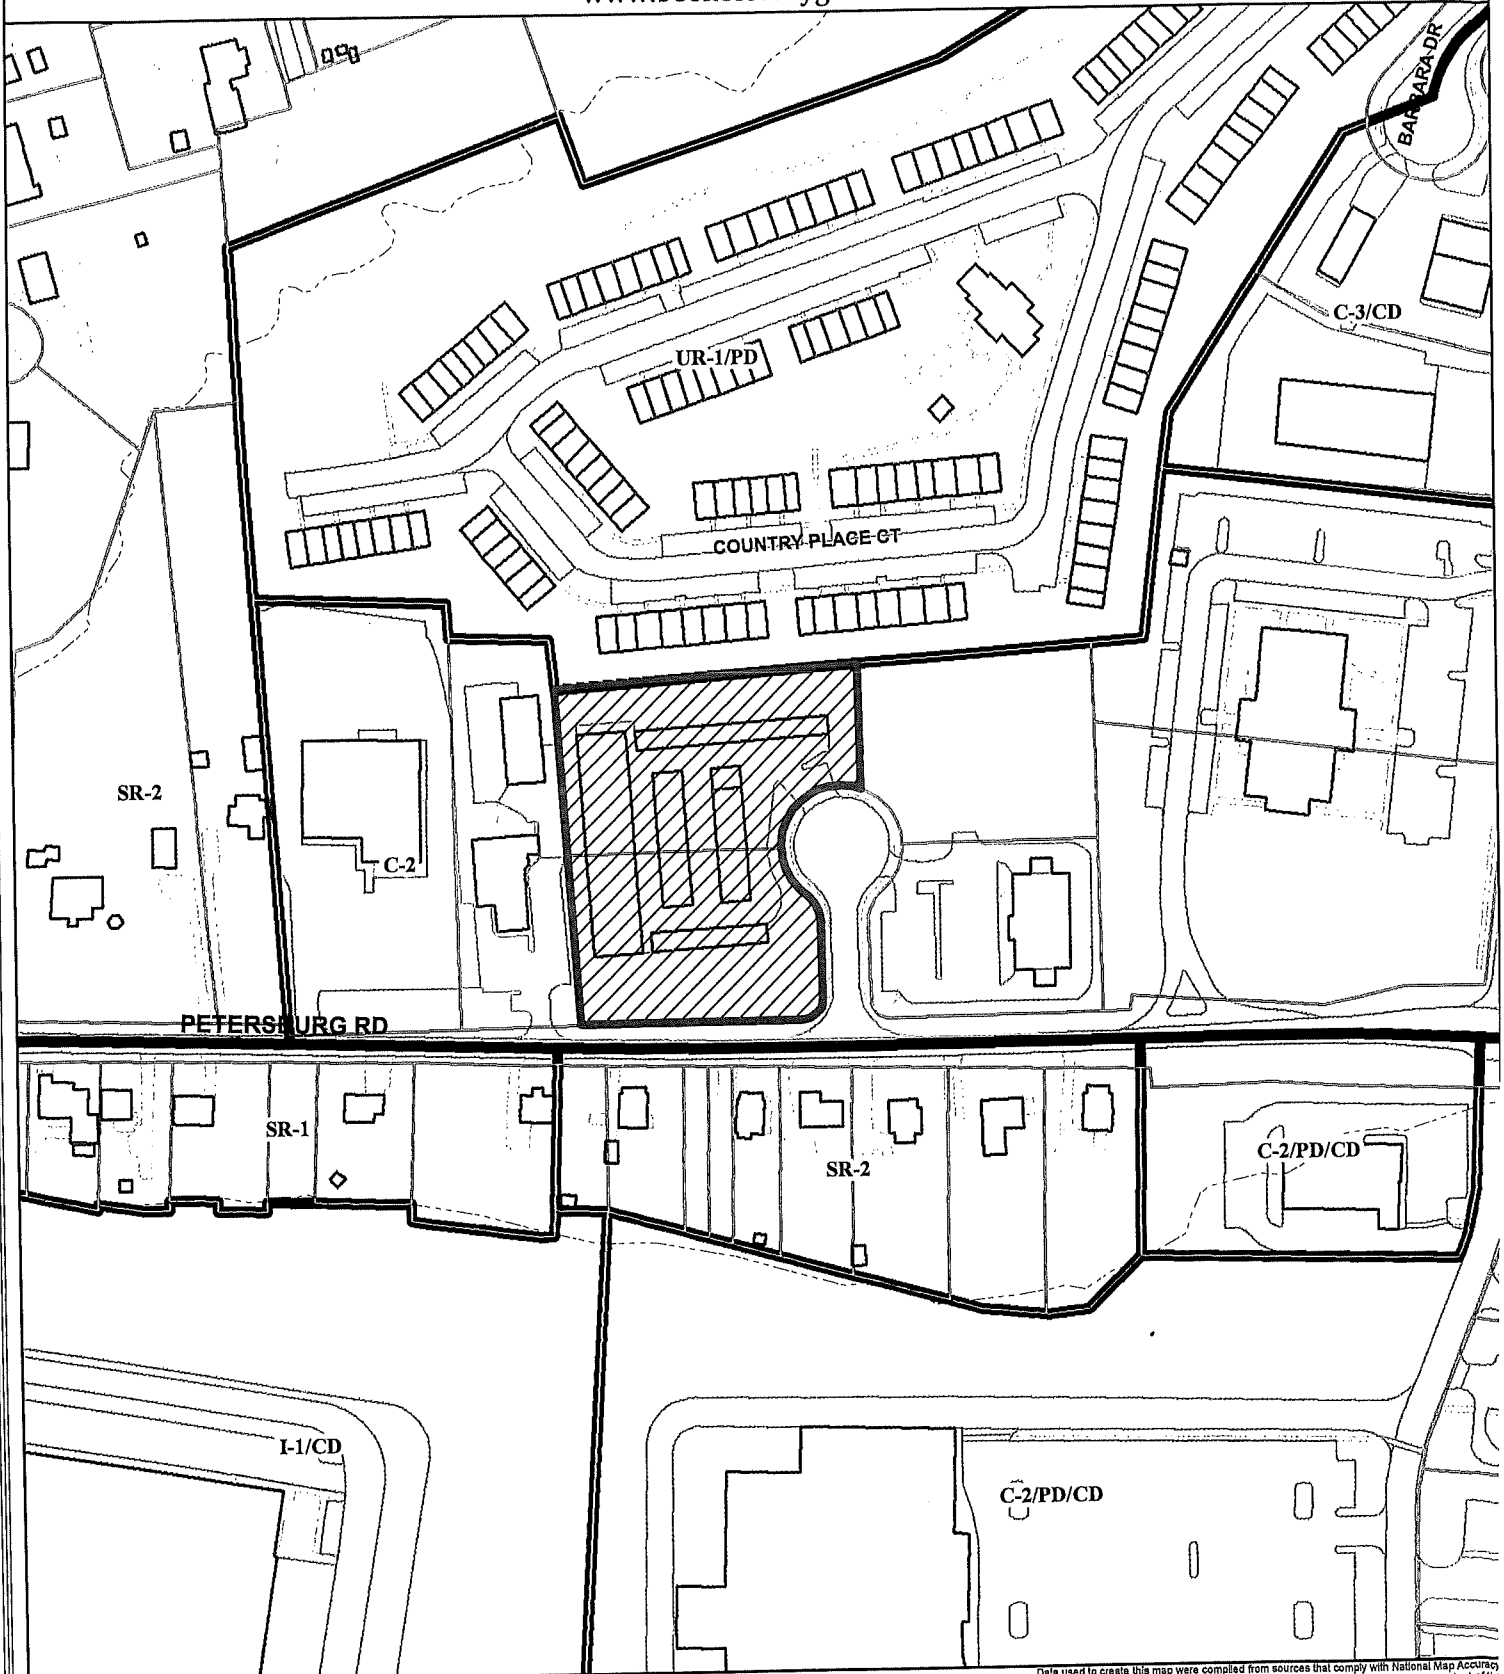 BARBARA DR
C-3/CD
UR-1/PD
COUNTRY PLACE CT
SR-2
C-2
PETERSBURG RD
SR-1
SR-2
C-2/PD/CD
I-1/CD
C-2/PD/CD
Data used to create this map were compiled from sources that comply with National Map Accuracy